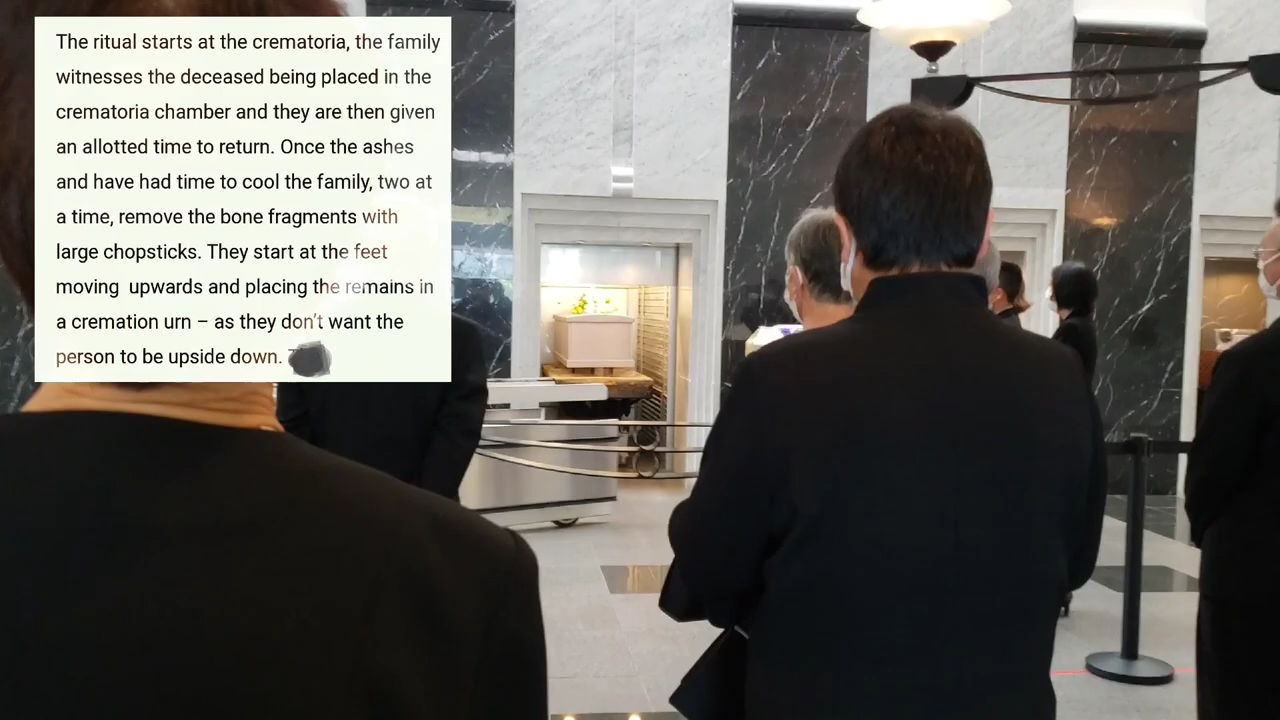 The ritual starts at the crematoria, the family
witnesses the deceased being placed in the
crematoria chamber and they are then given
an allotted time to return. Once the ashes
and have had time to cool the family, two at
a time, remove the bone fragments with
large chopsticks. They start at the feet
moving  upwards and placing the remains in
a cremation urn – as they don’t want the
person to be upside down.